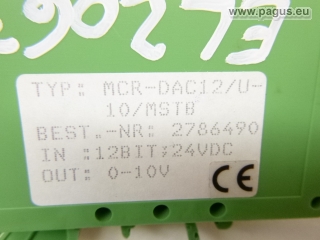 www.pagus.eu
TYP: MCR-DAC12/U-
10/MSTB
BEST.-NR: 2786490
IN :12BIT;24VDC
OUT: 0-10V
CE